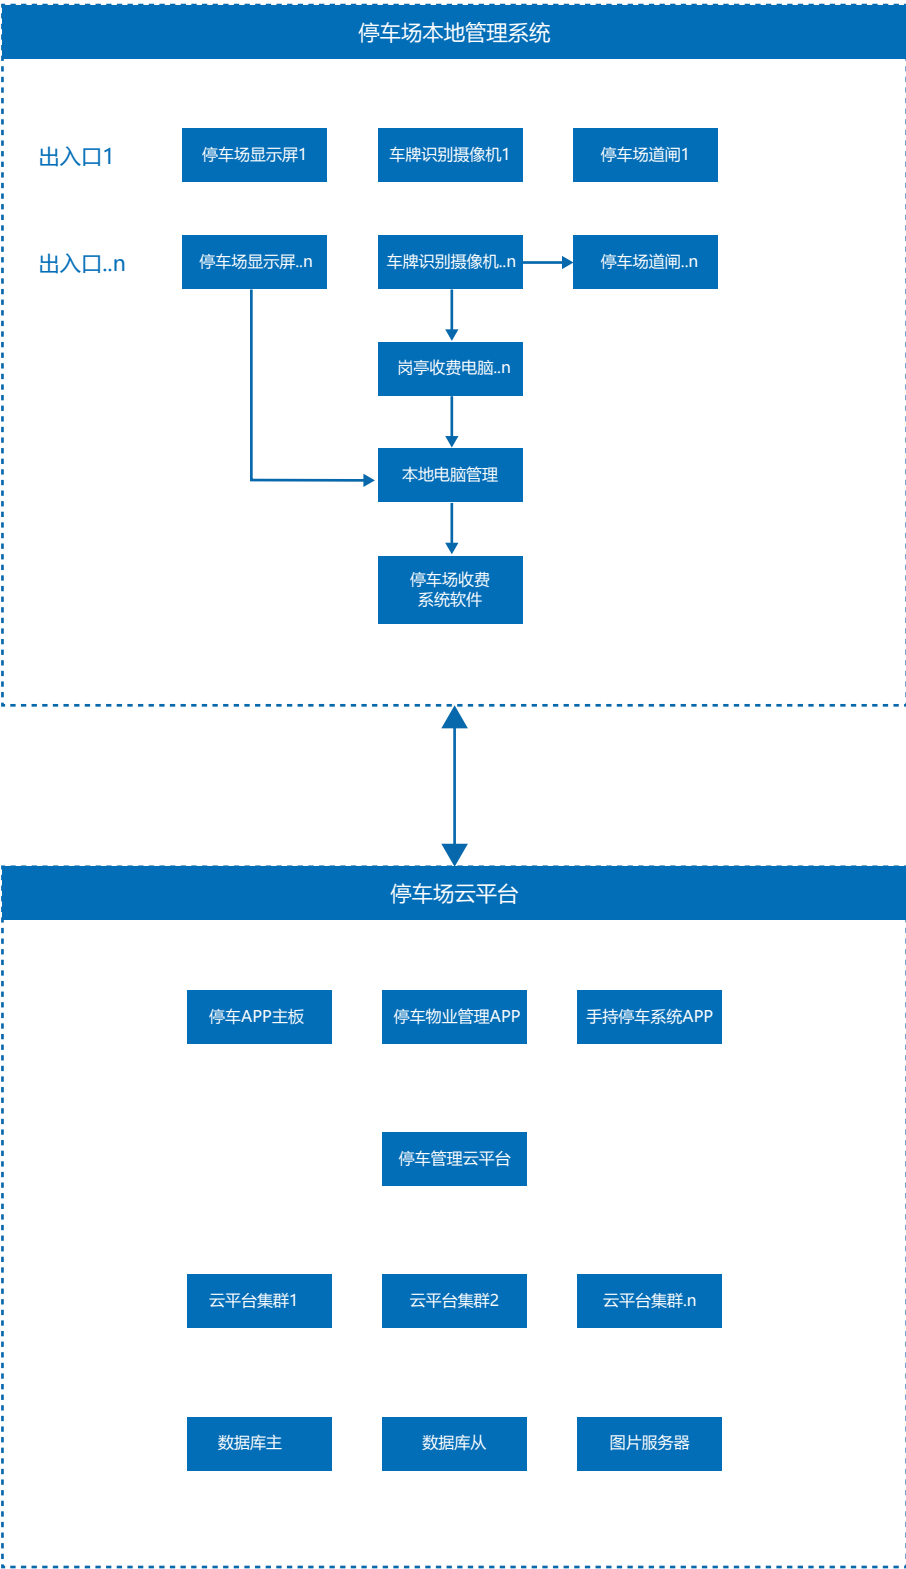 停车场本地管理系统
出入口1
停车场显示屏1
车牌识别摄像机1
停车场道闸1
出入口..n
停车场显示屏..n
车牌识别摄像机..n
停车场道闸..n
岗亭收费电脑..n
本地电脑管理
停车场收费
系统软件
停车场云平台
停车APP主板
停车物业管理APP
手持停车系统APP
停车管理云平台
云平台集群1
云平台集群2
云平台集群.n
数据库主
数据库从
图片服务器